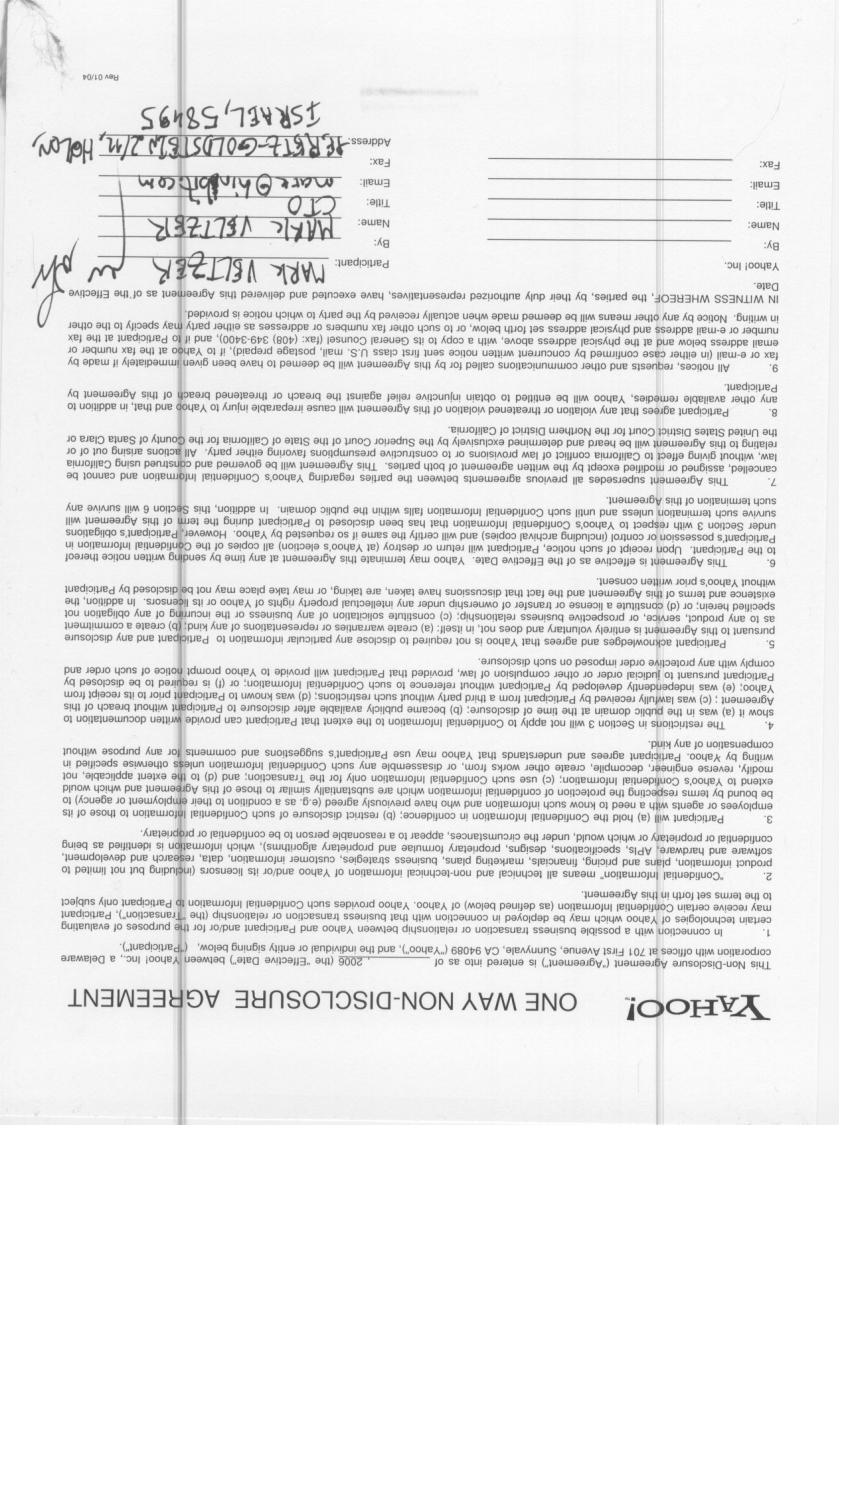 YAHOO! ONE WAY NON-DISCLOSURE AGREEMENT
This Non-Disclosure Agreement ("Agreement") is entered into as of ____________, 2006 (the "Effective Date") between Yahoo! Inc., a Delaware
corporation with offices at 701 First Avenue, Sunnyvale, CA 94089 ("Yahoo"), and the individual or entity signing below, ("Participant").
1. In connection with a possible business transaction or relationship between Yahoo and Participant and/or for the purposes of evaluating
certain technologies of Yahoo which may be deployed in connection with that business transaction or relationship (the "Transaction"), Participant
may receive certain Confidential Information (as defined below) of Yahoo. Yahoo provides such Confidential Information to Participant only subject
to the terms set forth in this Agreement.
2. "Confidential Information" means all technical and non-technical information of Yahoo and/or its licensors (including but not limited to
product information, plans and pricing, financials, marketing plans, business strategies, customer information, data, research and development,
software and hardware, APIs, specifications, designs, proprietary formulae and proprietary algorithms), which information is identified as being
confidential or proprietary or which would, under the circumstances, appear to a reasonable person to be confidential or proprietary.
3. Participant will (a) hold the Confidential Information in confidence; (b) restrict disclosure of such Confidential Information to those of its
employees or agents with a need to know such information and who have previously agreed (e.g. as a condition to their employment or agency) to
be bound by terms respecting the protection of confidential information which are substantially similar to those of this Agreement and which would
extend to Yahoo's Confidential Information; (c) use such Confidential Information only for the Transaction; and (d) to the extent applicable, not
modify, reverse engineer, decompile, create other works from, or disassemble any such Confidential Information unless otherwise specified in
writing by Yahoo. Participant agrees and understands that Yahoo may use Participant's suggestions and comments for any purpose without
compensation of any kind.
4. The restrictions in Section 3 will not apply to Confidential Information to the extent that Participant can provide written documentation to
show it (a) was in the public domain at the time of disclosure; (b) became publicly available after disclosure to Participant without breach of this
Agreement ; (c) was lawfully received by Participant from a third party without such restrictions; (d) was known to Participant prior to its receipt from
Yahoo; (e) was independently developed by Participant without reference to such Confidential Information; or (f) is required to be disclosed by
Participant pursuant to judicial order or other compulsion of law, provided that Participant will provide to Yahoo prompt notice of such order and
comply with any protective order imposed on such disclosure.
5. Participant acknowledges and agrees that Yahoo is not required to disclose any particular information to Participant and any disclosure
pursuant to this Agreement is entirely voluntary and does not, in itself: (a) create warranties or representations of any kind; (b) create a commitment
as to any product, service, or prospective business relationship; (c) constitute solicitation of any business or the incurring of any obligation not
specified herein; or (d) constitute a license or transfer of ownership under any intellectual property rights of Yahoo or its licensors. In addition, the
existence and terms of this Agreement and the fact that discussions have taken, are taking, or may take place may not be disclosed by Participant
without Yahoo's prior written consent.
6. This Agreement is effective as of the Effective Date. Yahoo may terminate this Agreement at any time by sending written notice thereof
to the Participant. Upon receipt of such notice, Participant will return or destroy (at Yahoo's election) all copies of the Confidential Information in
Participant's possession or control (including archival copies) and will certify the same if so requested by Yahoo. However, Participant's obligations
under Section 3 with respect to Yahoo's Confidential Information that has been disclosed to Participant during the term of this Agreement will
survive such termination unless and until such Confidential Information falls within the public domain. In addition, this Section 6 will survive any
such termination of this Agreement.
7. This Agreement supersedes all previous agreements between the parties regarding Yahoo's Confidential Information and cannot be
cancelled, assigned or modified except by the written agreement of both parties. This Agreement will be governed and construed using California
law, without giving effect to California conflict of law provisions or to constructive presumptions favoring either party. All actions arising out of or
relating to this Agreement will be heard and determined exclusively by the Superior Court of the State of California for the County of Santa Clara or
the United States District Court for the Northern District of California.
8. Participant agrees that any violation or threatened violation of this Agreement will cause irreparable injury to Yahoo and that, in addition to
any other available remedies, Yahoo will be entitled to obtain injunctive relief against the breach or threatened breach of this Agreement by
Participant.
9. All notices, requests and other communications called for by this Agreement will be deemed to have been given immediately if made by
fax or e-mail (in either case confirmed by concurrent written notice sent first class U.S. mail, postage prepaid), if to Yahoo at the fax number or
email address below and at the physical address above, with a copy to its General Counsel (fax: (408) 349-3400), and if to Participant at the fax
number or e-mail address and physical address set forth below, or to such other fax numbers or addresses as either party may specify to the other
in writing. Notice by any other means will be deemed made when actually received by the party to which notice is provided.
IN WITNESS WHEREOF, the parties, by their duly authorized representatives, have executed and delivered this Agreement as of the Effective
Date.
Yahoo! Inc. Participant: MARK VELTZER
By: By:
Name: Name: MARK VELTZER
Title: Title: CTO
Email: Email:
Fax: Fax:
Address: PERETZ-GOLDSTEIN 2/12, HOLON,
ISRAEL, 58495
Rev 01/04